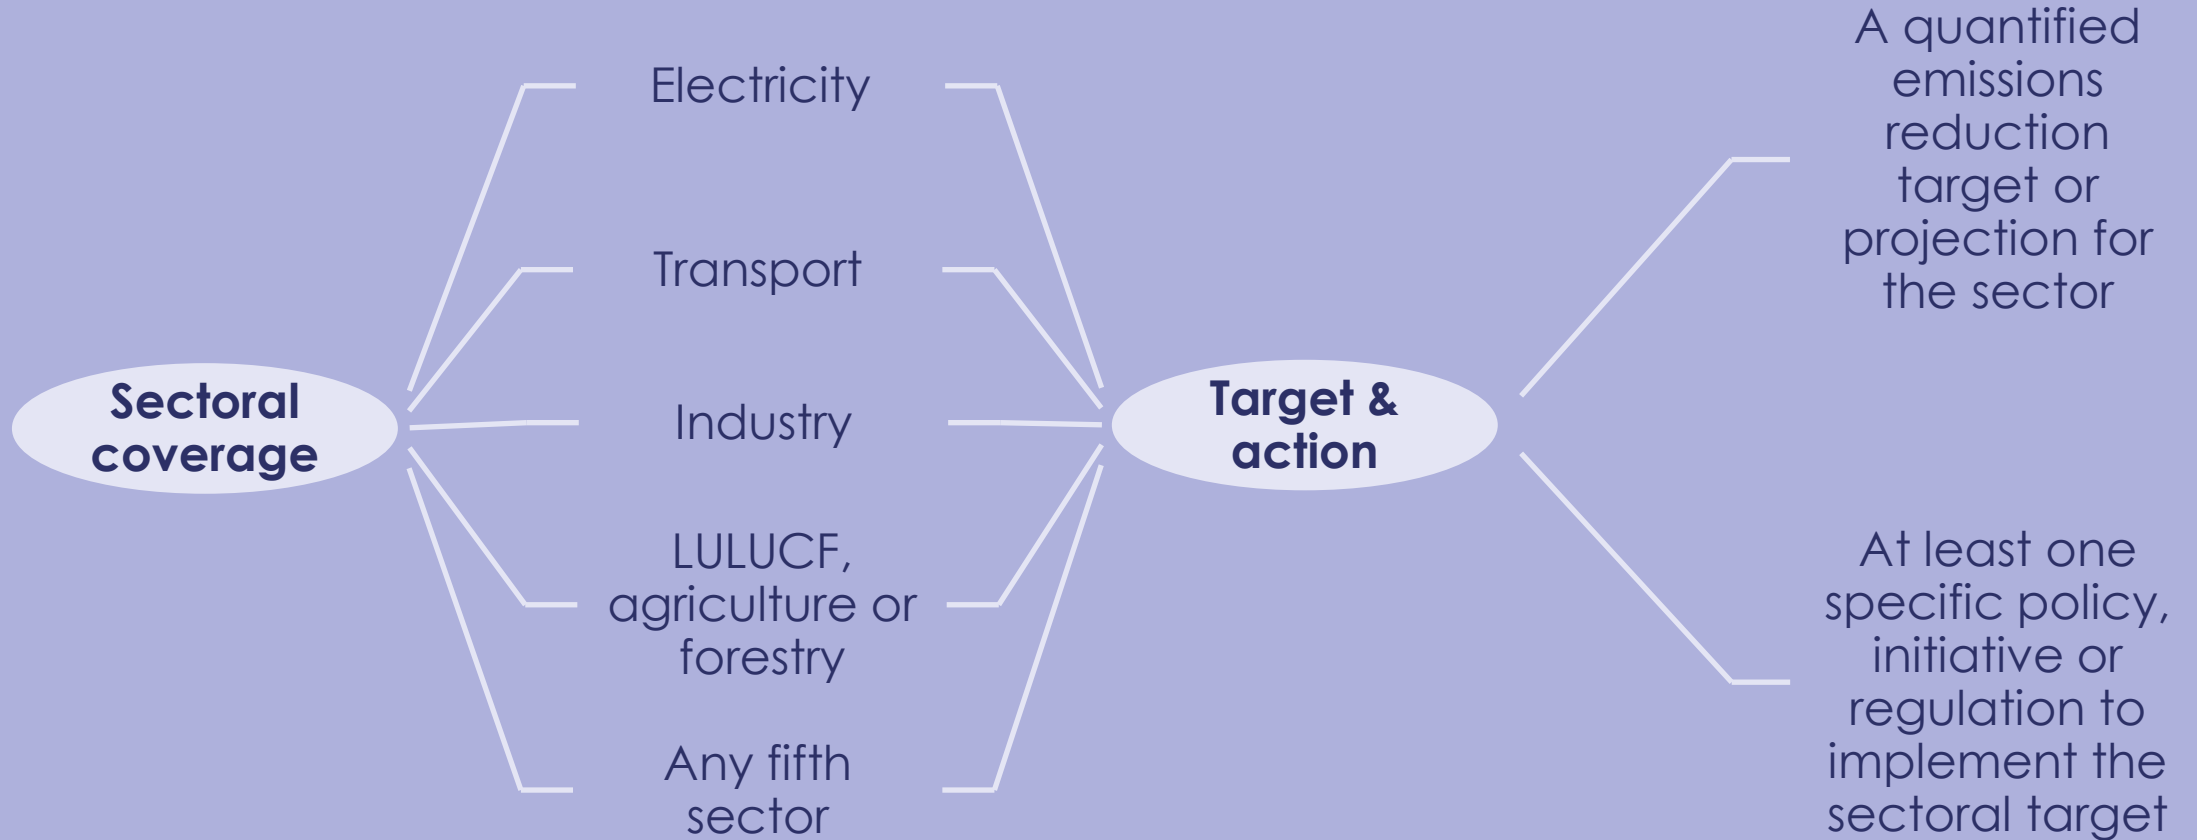 Sectoral
coverage
Electricity
Transport
Industry
LULUCF,
agriculture or
forestry
Any fifth
sector
Target &
action
A quantified
emissions
reduction
target or
projection for
the sector
At least one
specific policy,
initiative or
regulation to
implement the
sectoral target